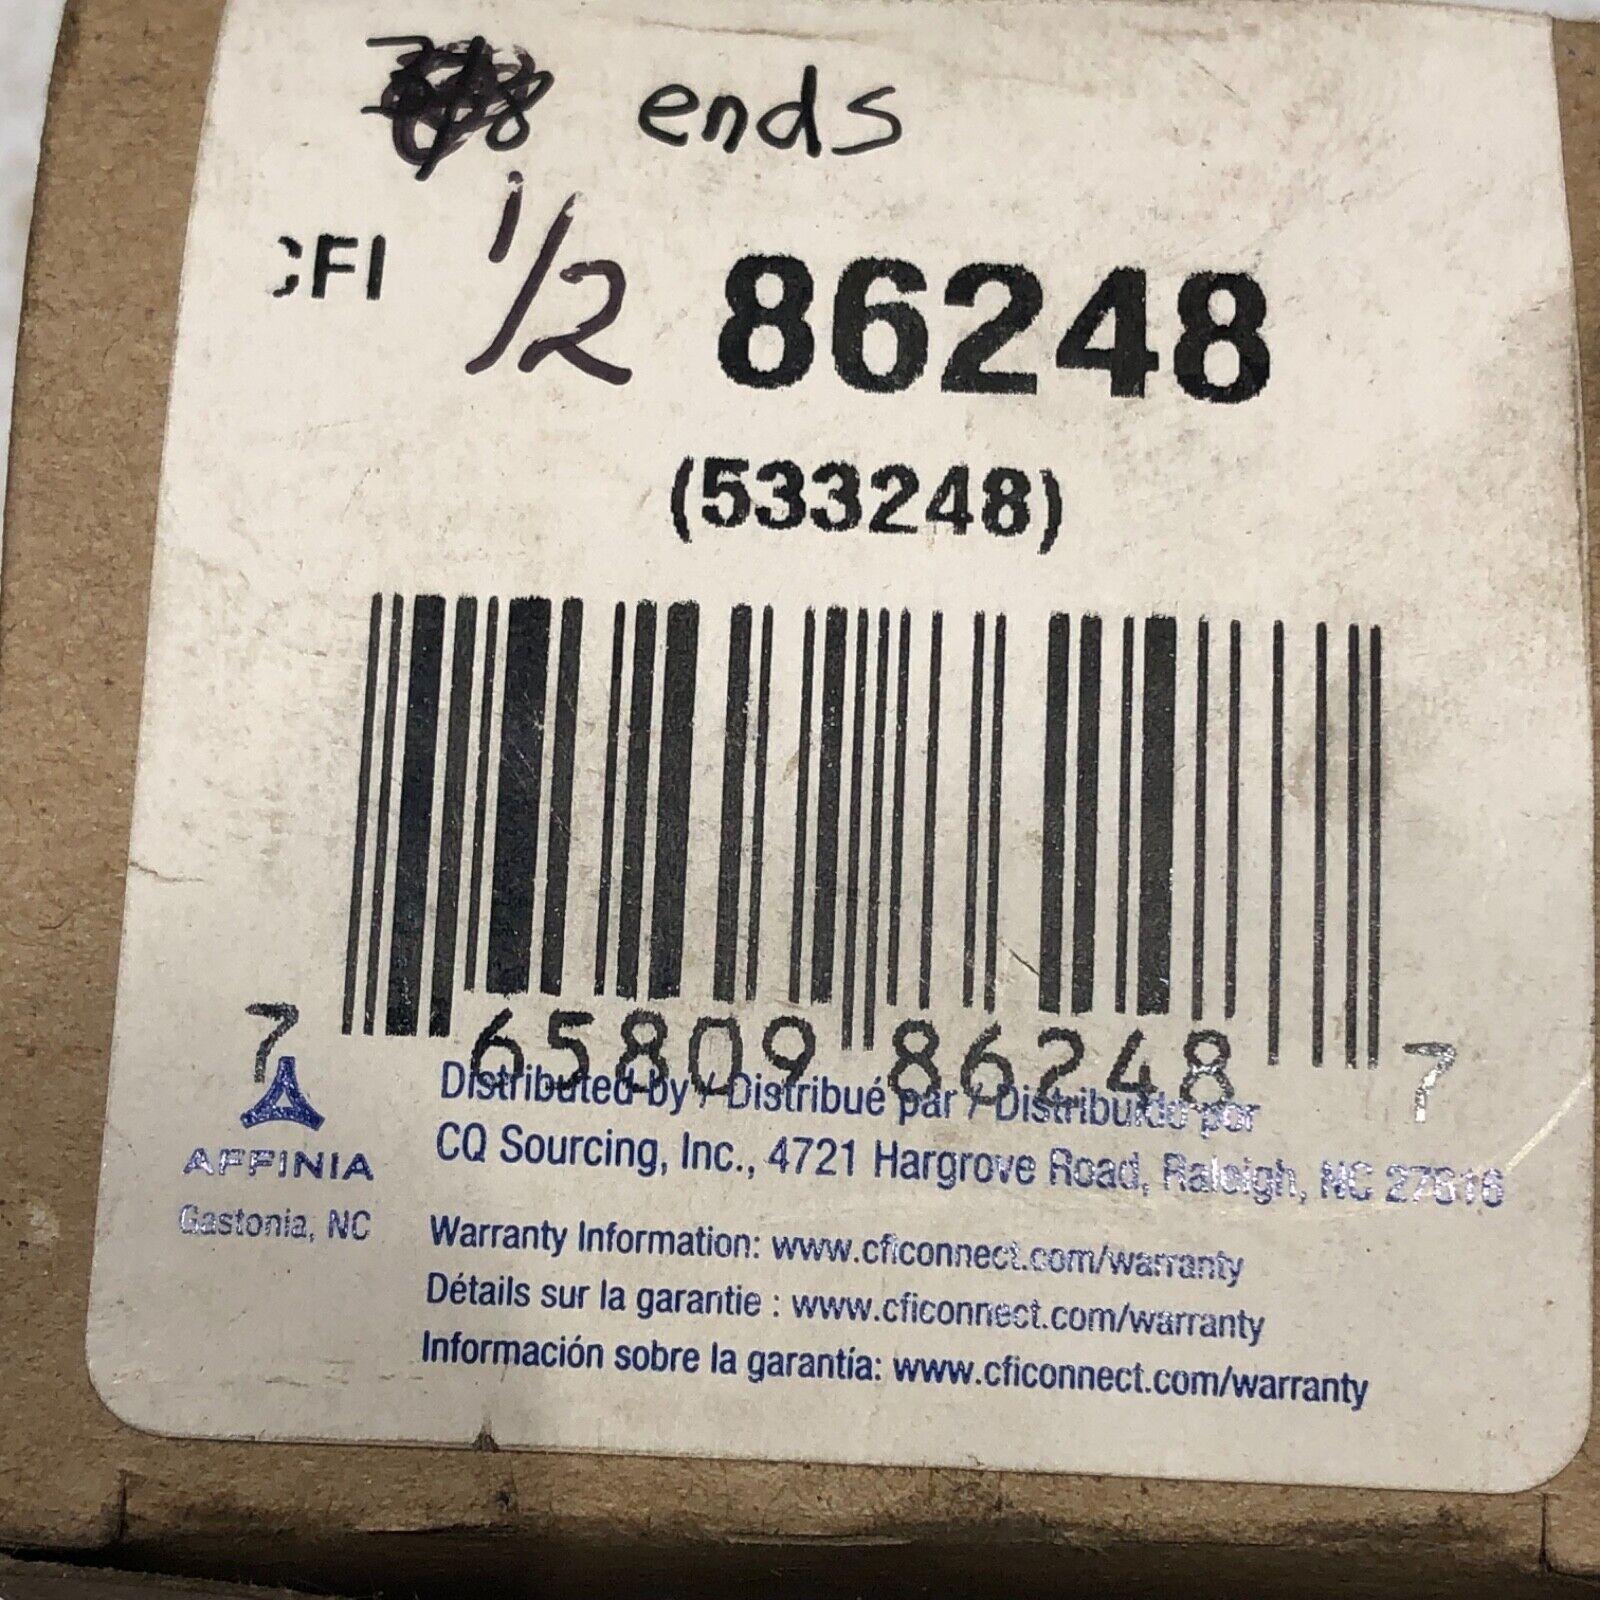 3/8 ends
CFI 1/2 86248
(533248)
7 65809 86248 7
Distributed by / Distribué par / Distribuido por
CQ Sourcing, Inc., 4721 Hargrove Road, Raleigh, NC 27616
AFFINIA
Gastonia, NC
Warranty Information: www.cficonnect.com/warranty
Détails sur la garantie : www.cficonnect.com/warranty
Información sobre la garantía: www.cficonnect.com/warranty